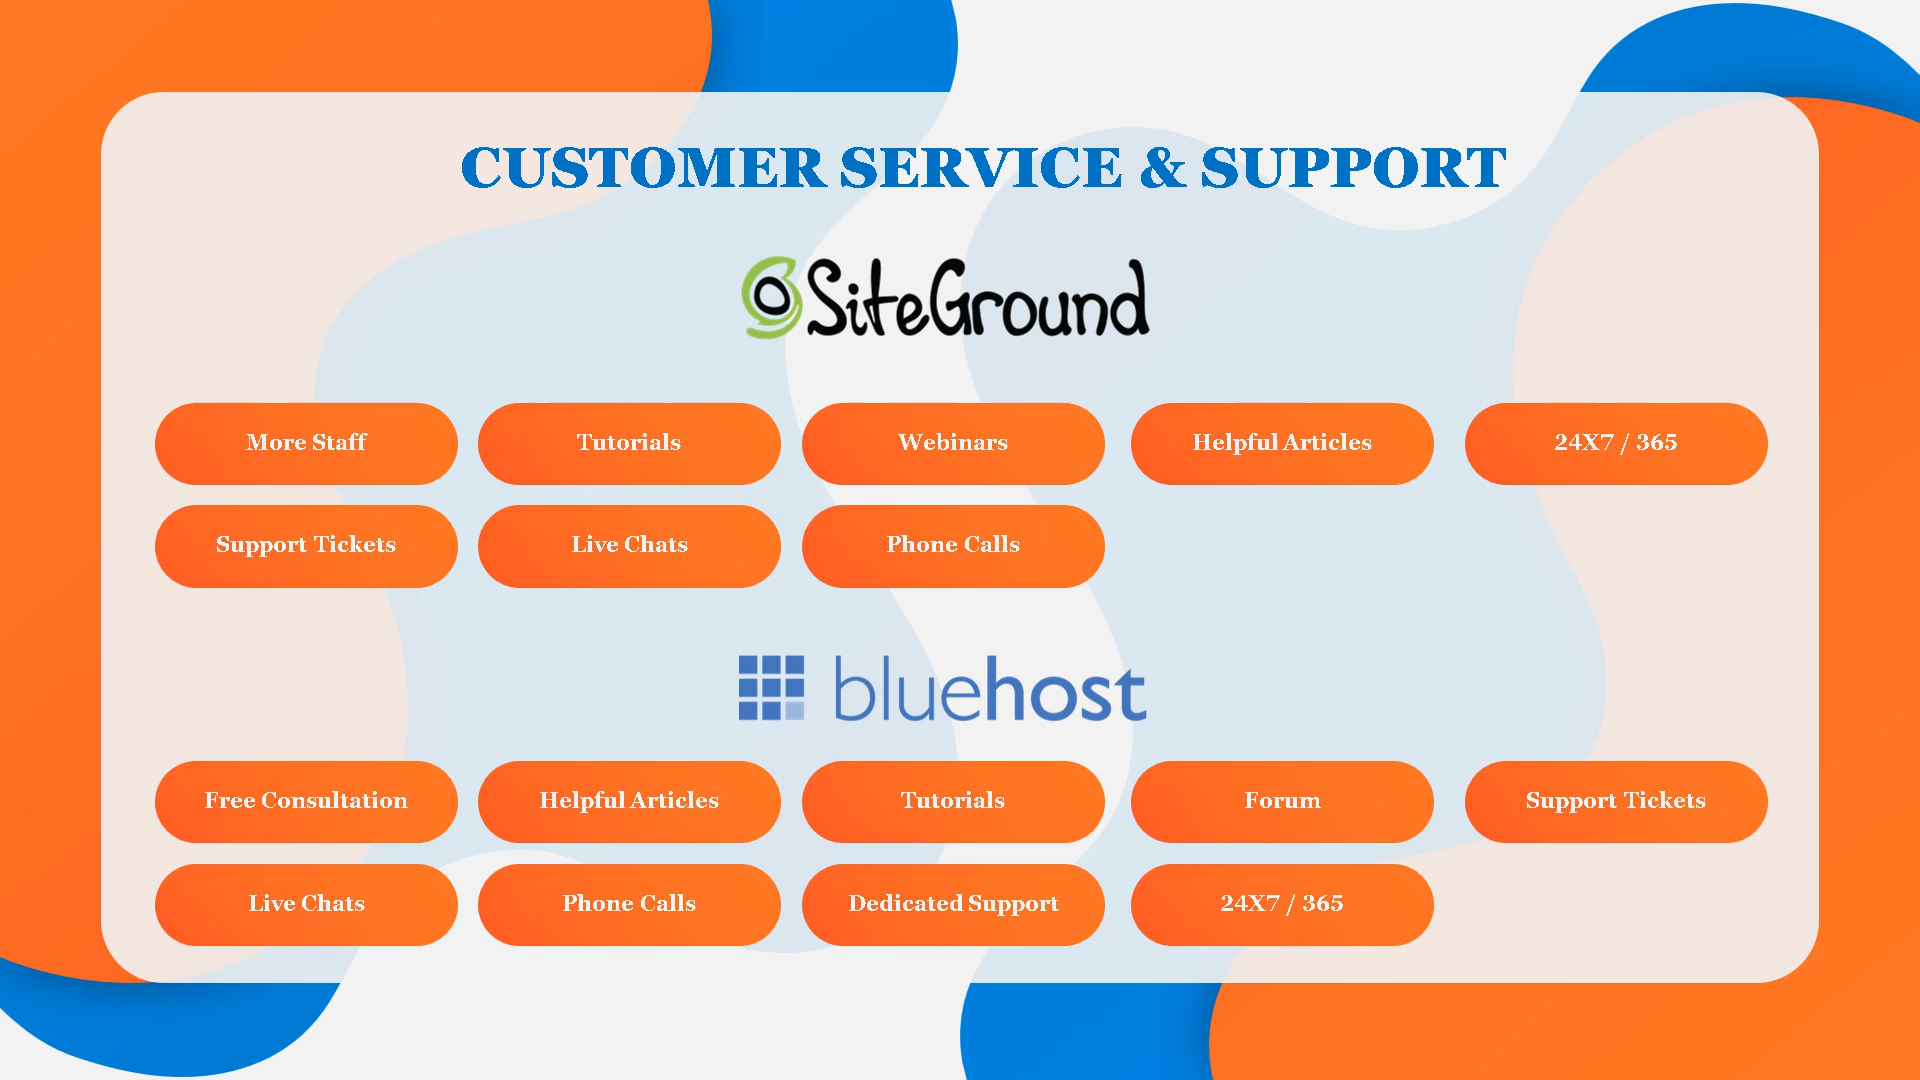 CUSTOMER SERVICE & SUPPORT
SiteGround
More Staff
Tutorials
Webinars
Helpful Articles
24X7 / 365
Support Tickets
Live Chats
Phone Calls
bluehost
Free Consultation
Helpful Articles
Tutorials
Forum
Support Tickets
Live Chats
Phone Calls
Dedicated Support
24X7 / 365